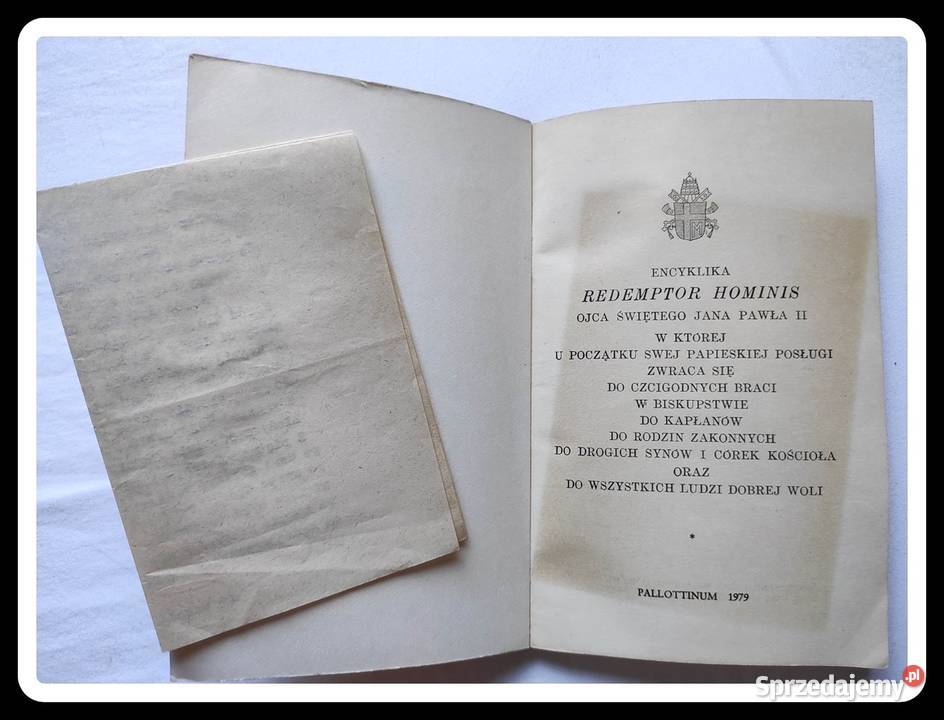 ENCYKLIKA
REDEMPTOR HOMINIS
OJCA ŚWIĘTEGO JANA PAWŁA II
W KTÓREJ
U POCZĄTKU SWEJ PAPIESKIEJ POSŁUGI
ZWRACA SIĘ
DO CZCIGODNYCH BRACI
W BISKUPSTWIE
DO KAPŁANÓW
DO RODZIN ZAKONNYCH
DO DROGICH SYNÓW I CÓREK KOŚCIOŁA
ORAZ
DO WSZYSTKICH LUDZI DOBREJ WOLI
*
PALLOTTINUM 1979
Sprzedajemy.pl